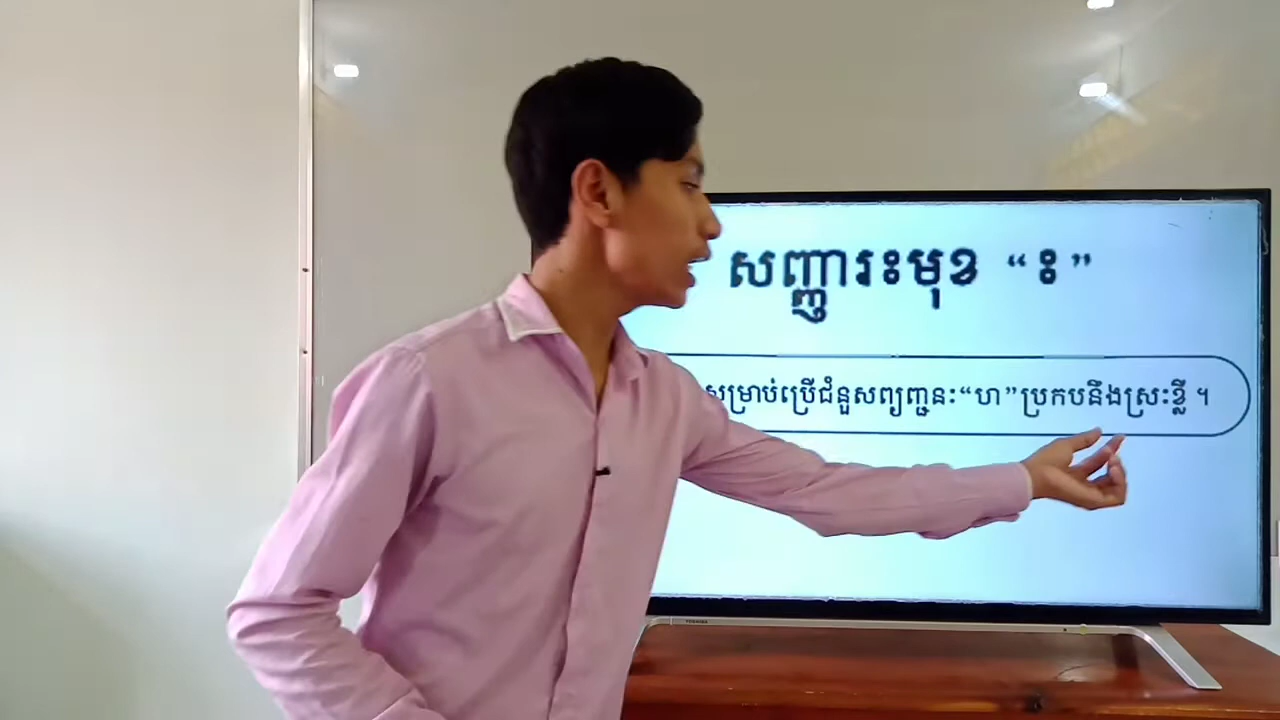 សញ្ញារះមុខ “ះ”
សម្រាប់ប្រើជំនួសព្យញ្ជនៈ“ហ”ប្រកបនឹងស្រៈខ្លី ។
TOSHIBA